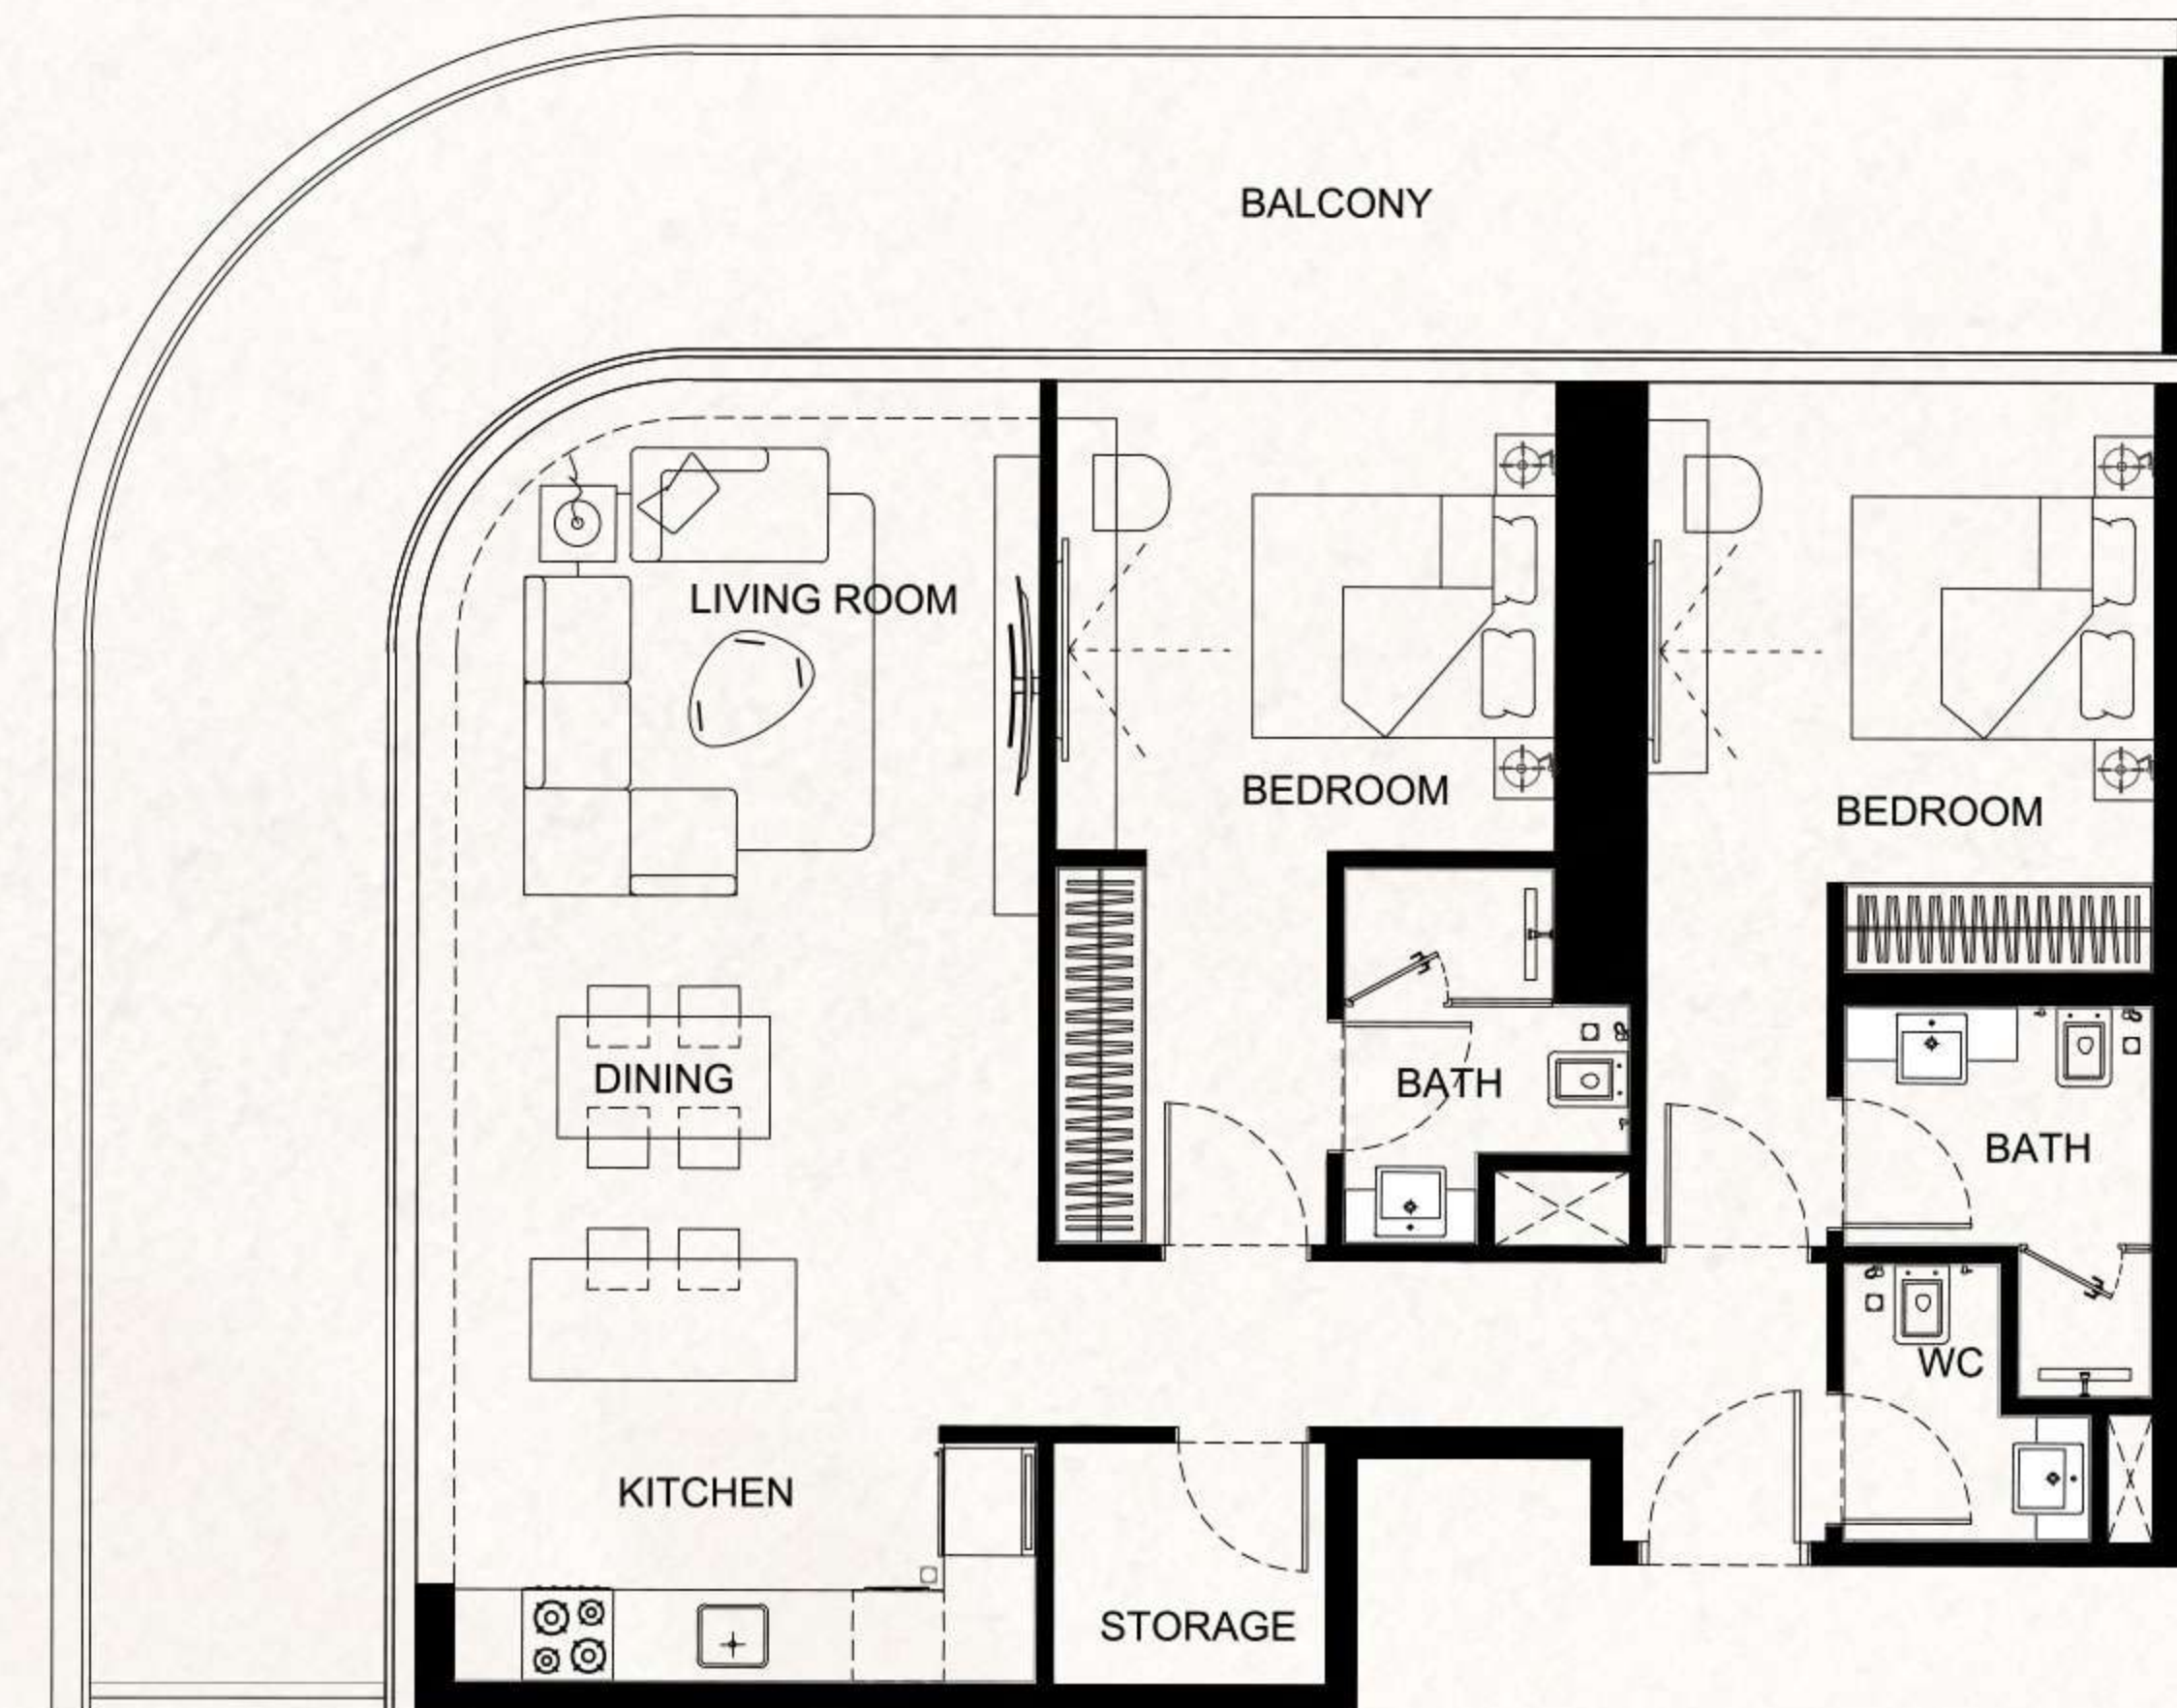 BALCONY
LIVING ROOM
BEDROOM
BEDROOM
DINING
BATH
BATH
WC
KITCHEN
STORAGE